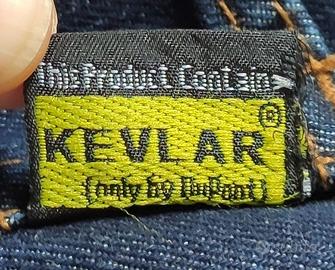 This Product Contains
KEVLAR®
(only by DuPont)